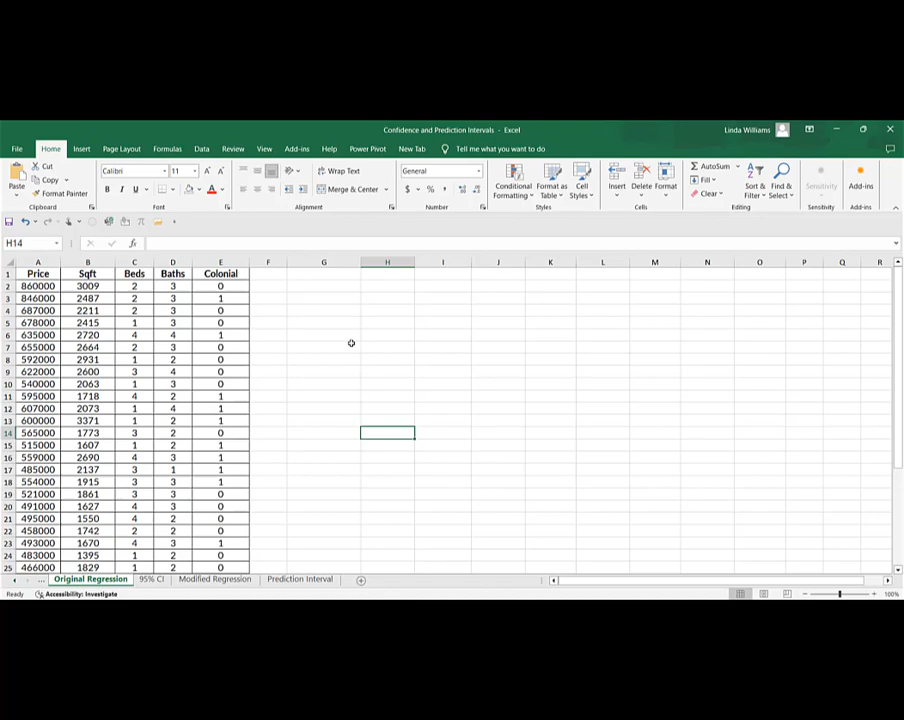 Confidence and Prediction Intervals - Excel
Linda Williams
File Home Insert Page Layout Formulas Data Review View Add-ins Help Power Pivot New Tab Tell me what you want to do
Paste
Cut
Copy
Format Painter
Clipboard
Calibri 11
B I U
Font
Wrap Text
Merge & Center
Alignment
General
$ % ,
Number
Conditional Formatting
Format as Table
Cell Styles
Styles
Insert Delete Format
Cells
AutoSum
Fill
Clear
Sort & Filter
Find & Select
Editing
Sensitivity
Sensitivity
Add-ins
Add-ins
H14 fx
A B C D E F G H I J K L M N O P Q R
1 Price Sqft Beds Baths Colonial
2 860000 3009 2 3 0
3 846000 2487 2 3 1
4 687000 2211 2 3 0
5 678000 2415 1 3 0
6 635000 2720 4 4 1
7 655000 2664 2 3 0
8 592000 2931 1 2 0
9 622000 2600 3 4 0
10 540000 2063 1 3 0
11 595000 1718 4 2 1
12 607000 2073 1 4 1
13 600000 3371 1 2 1
14 565000 1773 3 2 0
15 515000 1607 1 2 1
16 559000 2690 4 3 1
17 485000 2137 3 1 1
18 554000 1915 3 3 1
19 521000 1861 3 3 0
20 491000 1627 4 3 0
21 495000 1550 4 2 0
22 458000 1742 2 2 0
23 493000 1670 4 3 1
24 483000 1395 1 2 0
25 466000 1829 1 2 0
... Original Regression 95% CI Modified Regression Prediction Interval
Ready Accessibility: Investigate 100%